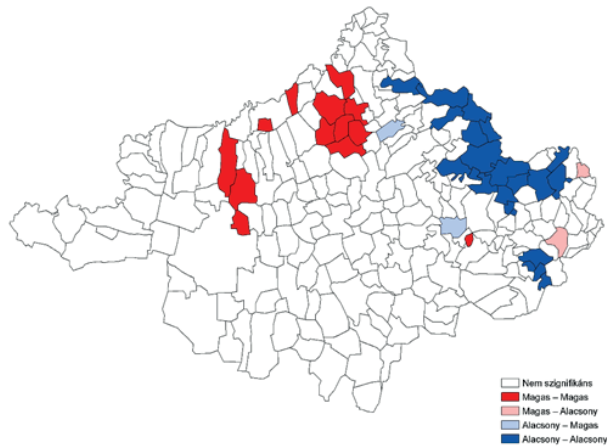 Nem szignifikáns
Magas – Magas
Magas – Alacsony
Alacsony – Magas
Alacsony – Alacsony